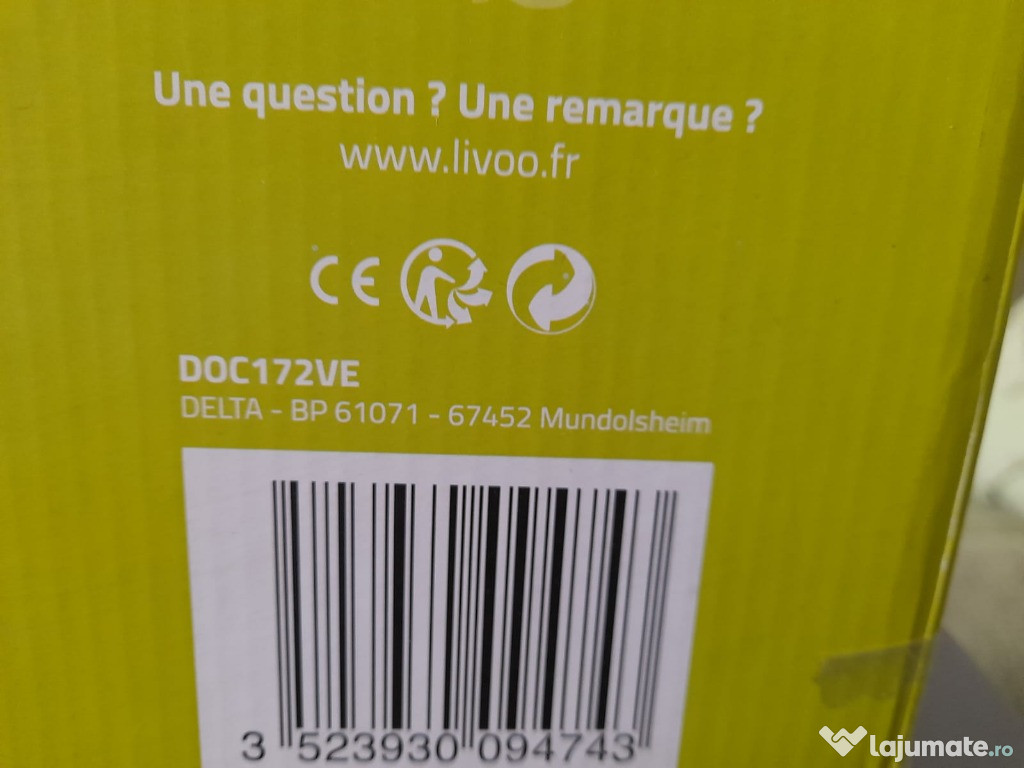 Une question ? Une remarque ?
www.livoo.fr
CE
DOC172VE
DELTA - BP 61071 - 67452 Mundolsheim
3 523930 094743
lajumate.ro